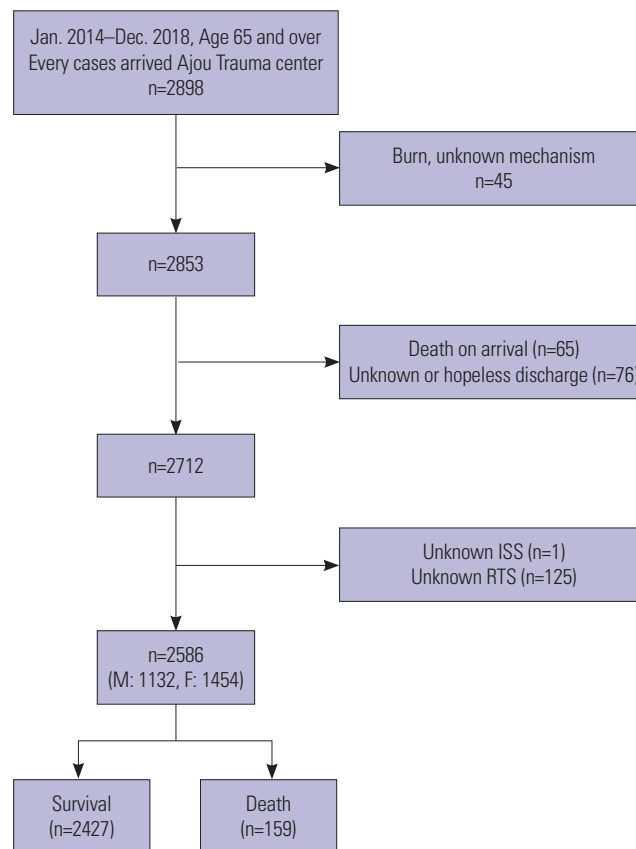 Jan. 2014–Dec. 2018, Age 65 and over
Every cases arrived Ajou Trauma center
n=2898
Burn, unknown mechanism
n=45
n=2853
Death on arrival (n=65)
Unknown or hopeless discharge (n=76)
n=2712
Unknown ISS (n=1)
Unknown RTS (n=125)
n=2586
(M: 1132, F: 1454)
Survival
(n=2427)
Death
(n=159)